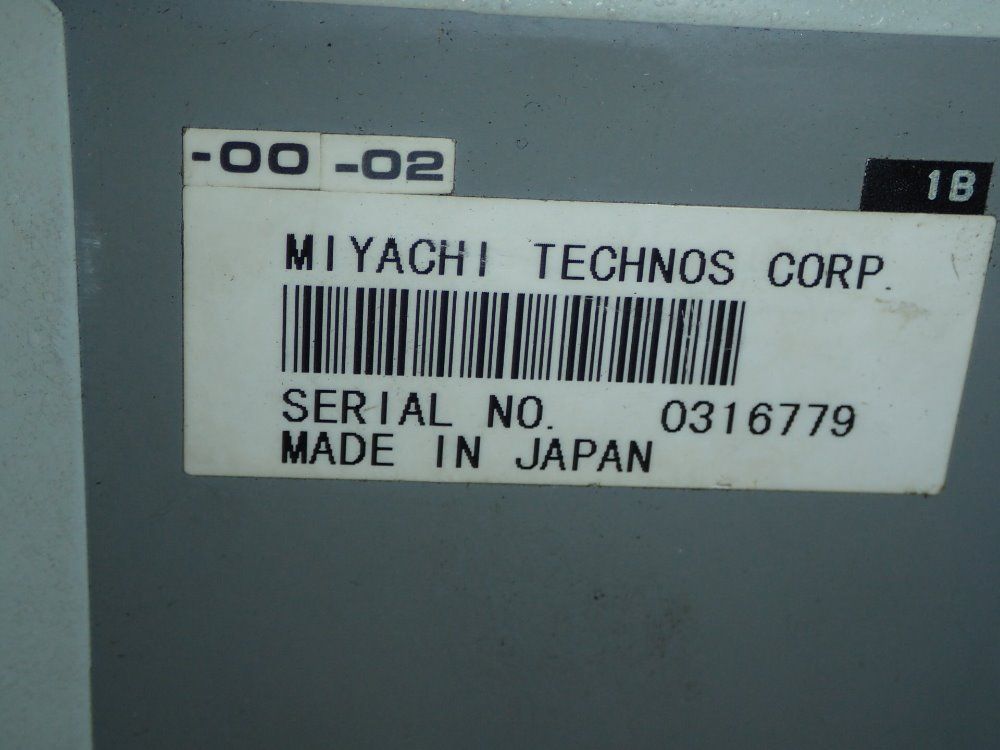 -00 -02
1B
MIYACHI TECHNOS CORP.
SERIAL NO. 0316779
MADE IN JAPAN